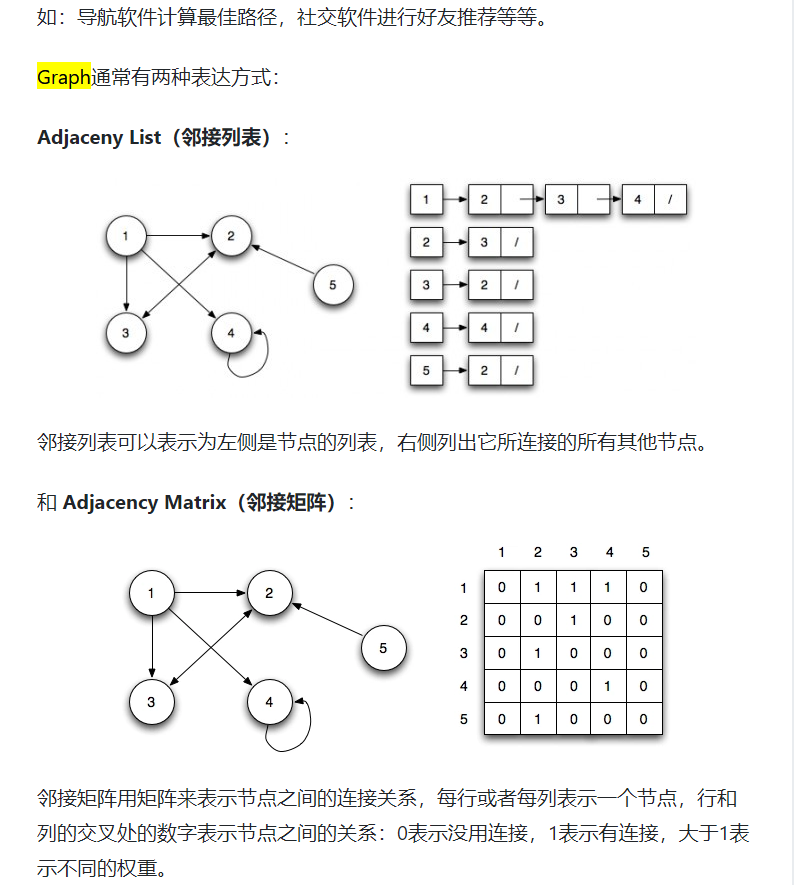 如：导航软件计算最佳路径，社交软件进行好友推荐等等。
Graph通常有两种表达方式：
Adjaceny List（邻接列表）：
1 2 3 4 /
1 2
2 3 /
5
3 2 /
3 4
4 4 /
5 2 /
邻接列表可以表示为左侧是节点的列表，右侧列出它所连接的所有其他节点。
和 Adjacency Matrix（邻接矩阵）：
1 2 3 4 5
1 2
1 0 1 1 1 0
2 0 0 1 0 0
5
3 0 1 0 0 0
3 4
4 0 0 0 1 0
5 0 1 0 0 0
邻接矩阵用矩阵来表示节点之间的连接关系，每行或者每列表示一个节点，行和
列的交叉处的数字表示节点之间的关系：0表示没用连接，1表示有连接，大于1表
示不同的权重。